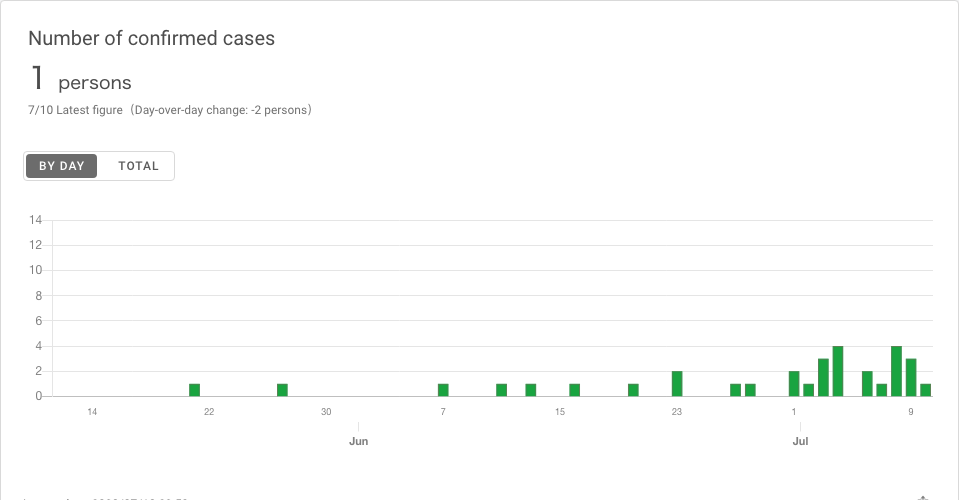 Number of confirmed cases
1 persons
7/10 Latest figure（Day-over-day change: -2 persons）
BY DAY TOTAL
14
12
10
8
6
4
2
0
14 22 30 7 15 23 1 9
Jun Jul